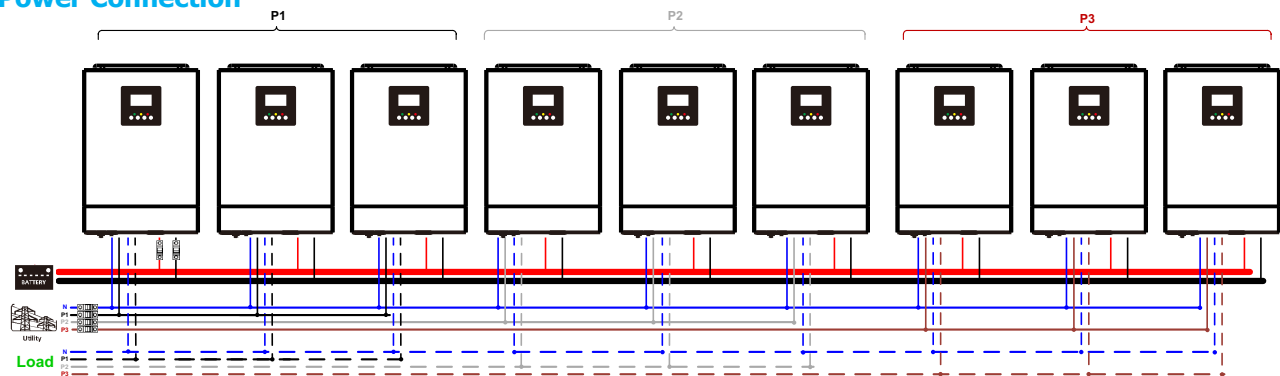 Power Connection
P1
P2
P3
BATTERY
N
P1
P2
P3
Utility
Load
N
P1
P2
P3